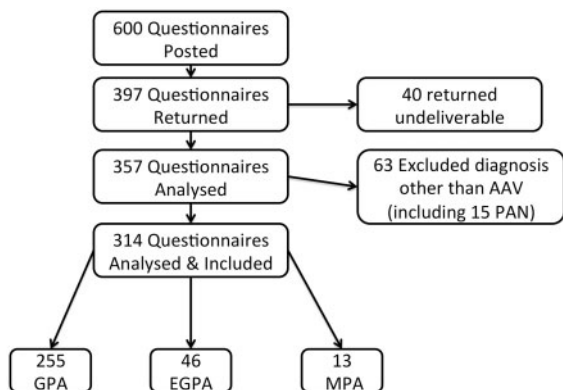 600 Questionnaires
Posted
397 Questionnaires
Returned
40 returned
undeliverable
357 Questionnaires
Analysed
63 Excluded diagnosis
other than AAV
(including 15 PAN)
314 Questionnaires
Analysed & Included
255
GPA
46
EGPA
13
MPA